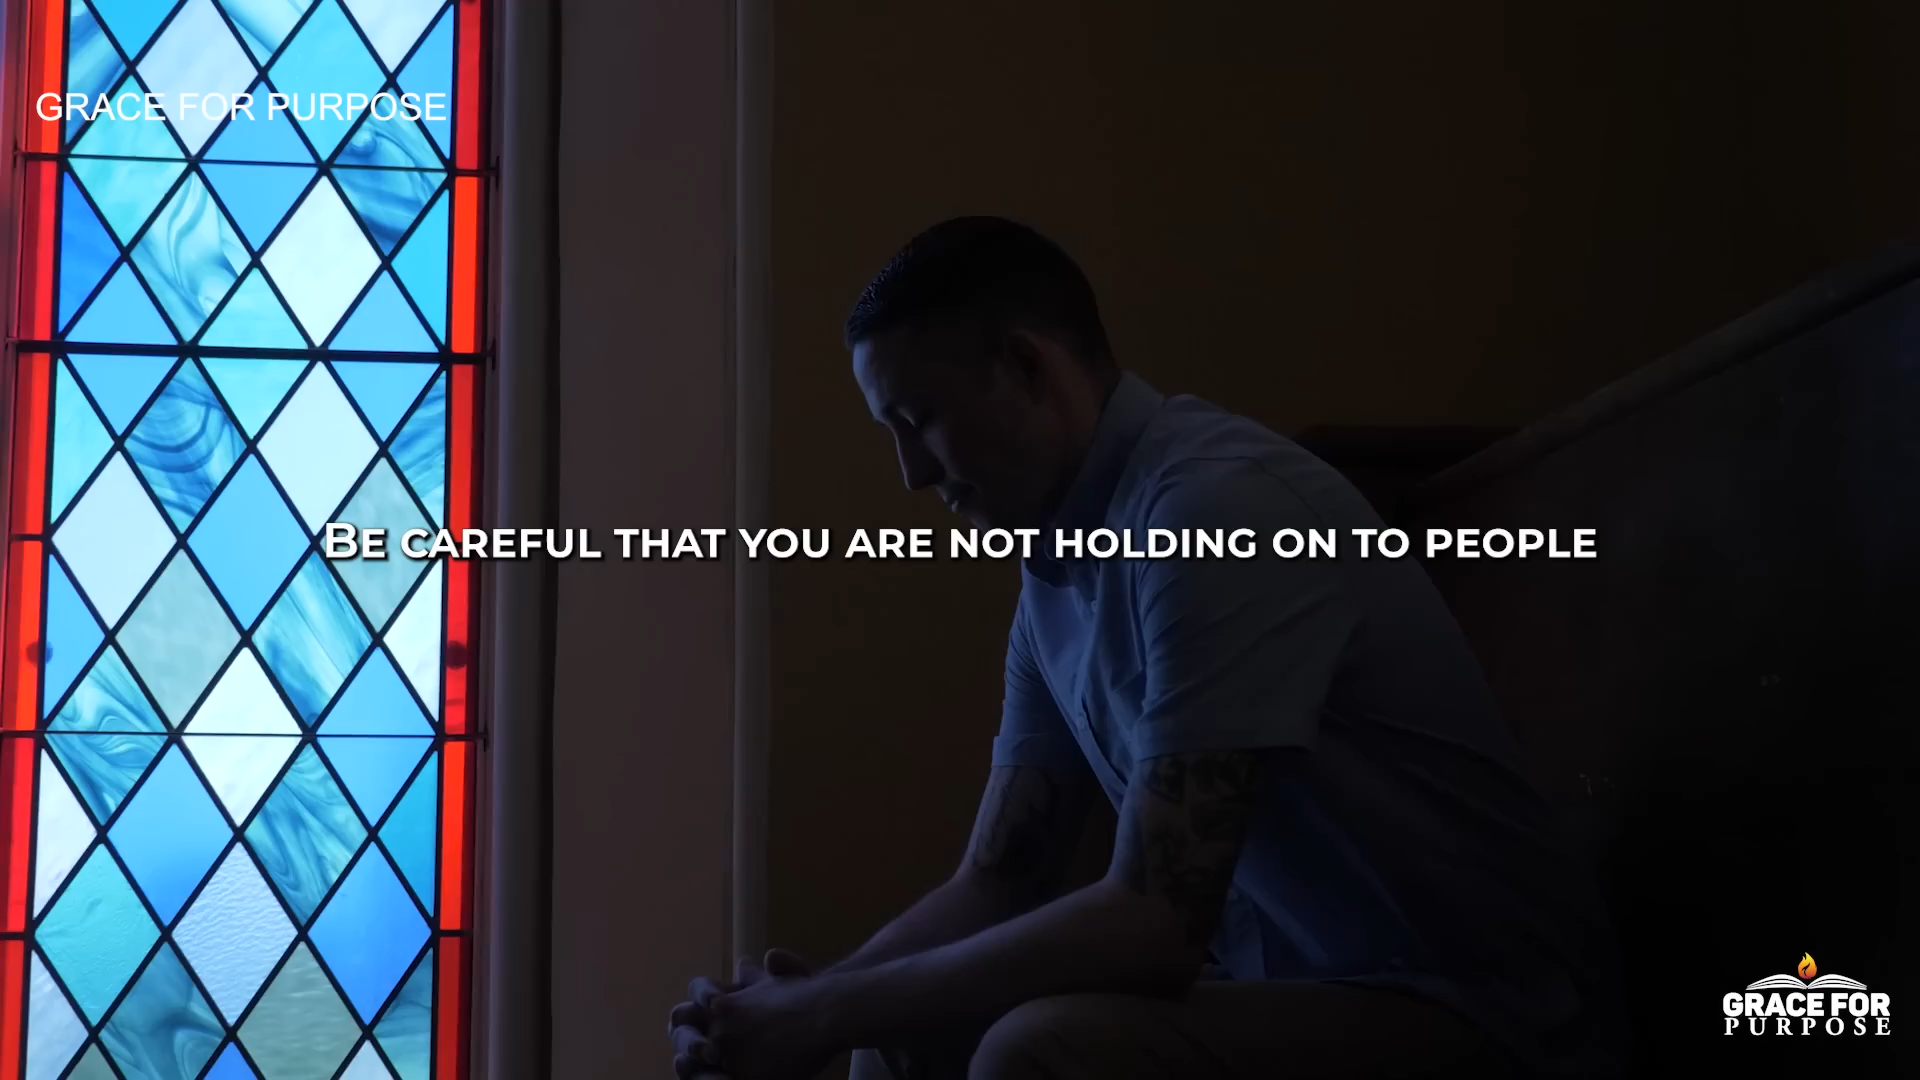 GRACE FOR PURPOSE
Be careful that you are not holding on to people
GRACE FOR
PURPOSE